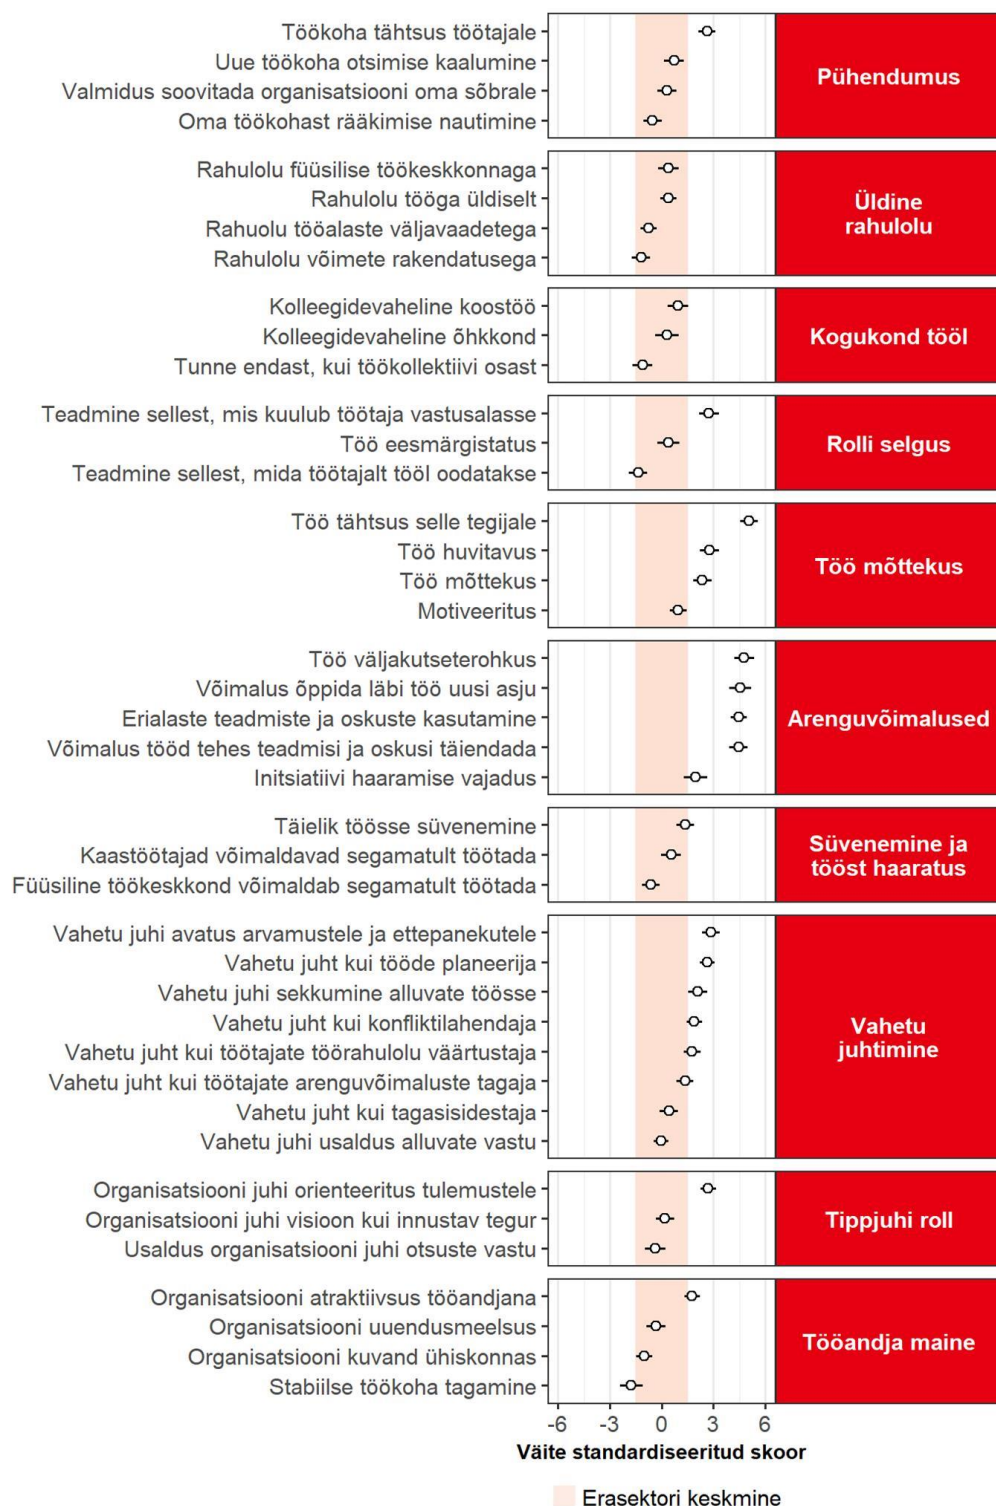 Töökoha tähtsus töötajale
Uue töökoha otsimise kaalumine
Valmidus soovitada organisatsiooni oma sõbrale
Oma töökohast rääkimise nautimine
Pühendumus
Rahulolu füüsilise töökeskkonnaga
Rahulolu tööga üldiselt
Rahuolu tööalaste väljavaadetega
Rahulolu võimete rakendatusega
Üldine
rahulolu
Kolleegidevaheline koostöö
Kolleegidevaheline õhkkond
Tunne endast, kui töökollektiivi osast
Kogukond tööl
Teadmine sellest, mis kuulub töötaja vastusalasse
Töö eesmärgistatus
Teadmine sellest, mida töötajalt tööl oodatakse
Rolli selgus
Töö tähtsus selle tegijale
Töö huvitavus
Töö mõttekus
Motiveeritus
Töö mõttekus
Töö väljakutseterohkus
Võimalus õppida läbi töö uusi asju
Erialaste teadmiste ja oskuste kasutamine
Võimalus tööd tehes teadmisi ja oskusi täiendada
Initsiatiivi haaramise vajadus
Arenguvõimalused
Täielik töösse süvenemine
Kaastöötajad võimaldavad segamatult töötada
Füüsiline töökeskkond võimaldab segamatult töötada
Süvenemine ja
tööst haaratus
Vahetu juhi avatus arvamustele ja ettepanekutele
Vahetu juht kui tööde planeerija
Vahetu juhi sekkumine alluvate töösse
Vahetu juht kui konfliktilahendaja
Vahetu juht kui töötajate töörahulolu väärtustaja
Vahetu juht kui töötajate arenguvõimaluste tagaja
Vahetu juht kui tagasisidestaja
Vahetu juhi usaldus alluvate vastu
Vahetu
juhtimine
Organisatsiooni juhi orienteeritus tulemustele
Organisatsiooni juhi visioon kui innustav tegur
Usaldus organisatsiooni juhi otsuste vastu
Tippjuhi roll
Organisatsiooni atraktiivsus tööandjana
Organisatsiooni uuendusmeelsus
Organisatsiooni kuvand ühiskonnas
Stabiilse töökoha tagamine
Tööandja maine
-6 -3 0 3 6
Väite standardiseeritud skoor
Erasektori keskmine